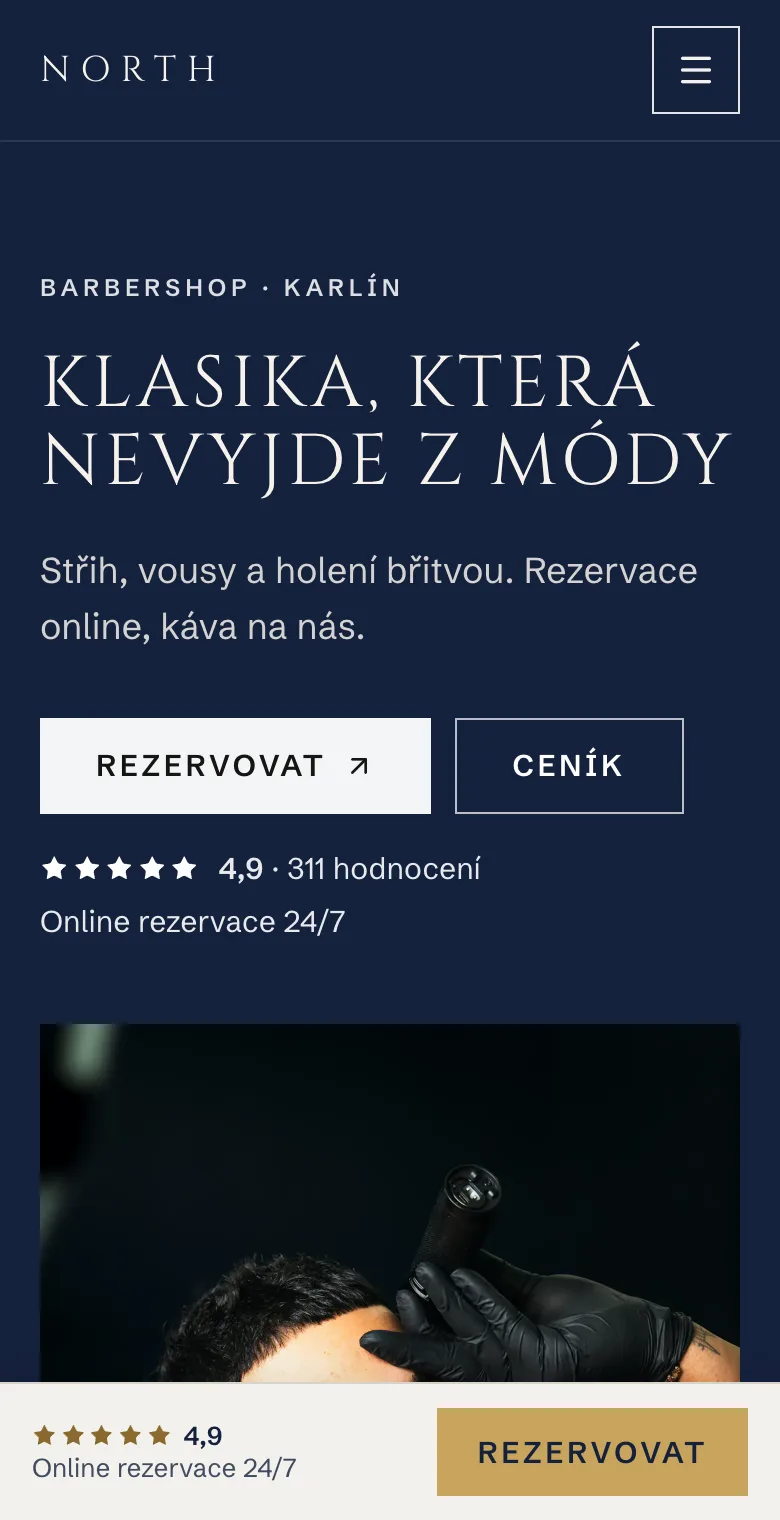 NORTH
BARBERSHOP · KARLÍN
KLASIKA, KTERÁ
NEVYJDE Z MÓDY
Střih, vousy a holení břitvou. Rezervace
online, káva na nás.
REZERVOVAT
CENÍK
4,9 · 311 hodnocení
Online rezervace 24/7
4,9
Online rezervace 24/7
REZERVOVAT